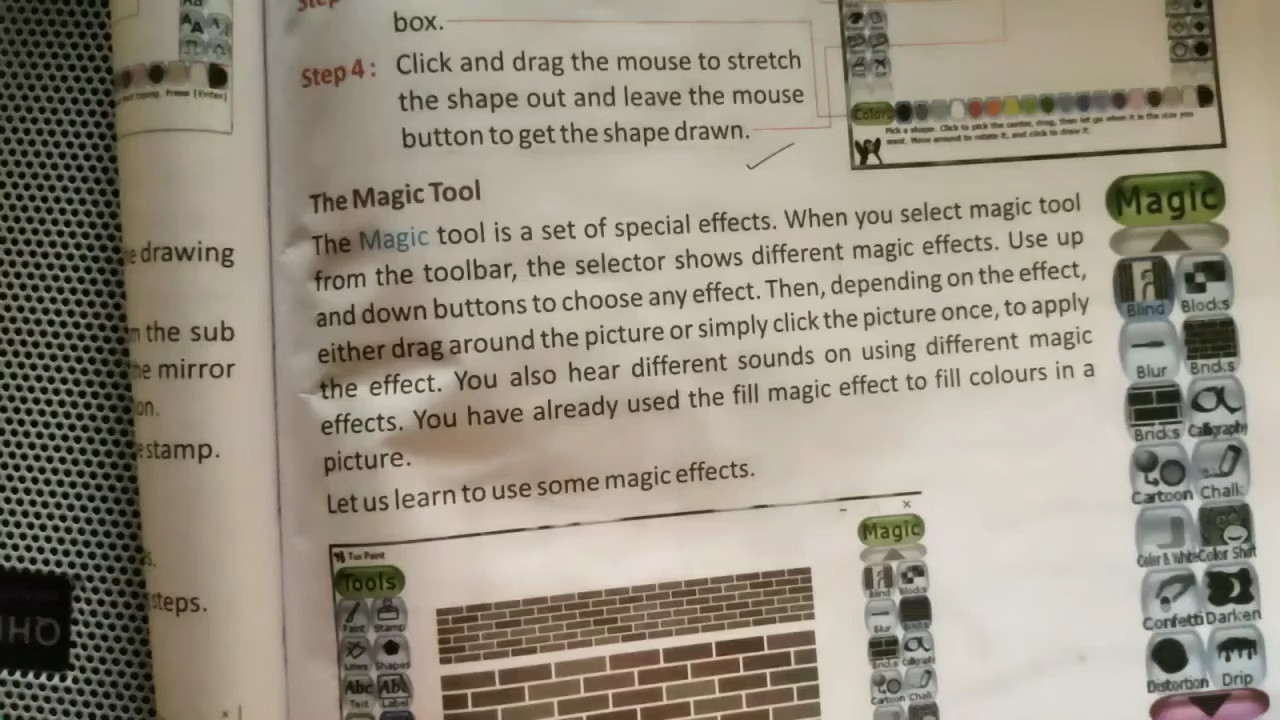 box.
Step 4: Click and drag the mouse to stretch
the shape out and leave the mouse
button to get the shape drawn.
Colors
Pick a shape. Click to pick the center, drag, then let go when it is the size you
want. Move around to rotate it, and click to draw it.
drawing
the sub
mirror
on.
stamp.
steps.
The Magic Tool
The Magic tool is a set of special effects. When you select magic tool
from the toolbar, the selector shows different magic effects. Use up
and down buttons to choose any effect. Then, depending on the effect,
either drag around the picture or simply click the picture once, to apply
the effect. You also hear different sounds on using different magic
effects. You have already used the fill magic effect to fill colours in a
picture.
Let us learn to use some magic effects.
Magic
Blind Blocks
Blur Bricks
Bricks Calligraphy
Cartoon Chalk
Color & White Color Shift
Confetti Darken
Distortion Drip
Tux Paint
Tools
Paint Stamp
Lines Shapes
Abc Abc
Text Label
Magic
Blind Blocks
Blur Bricks
Bricks Calligraphy
Cartoon Chalk